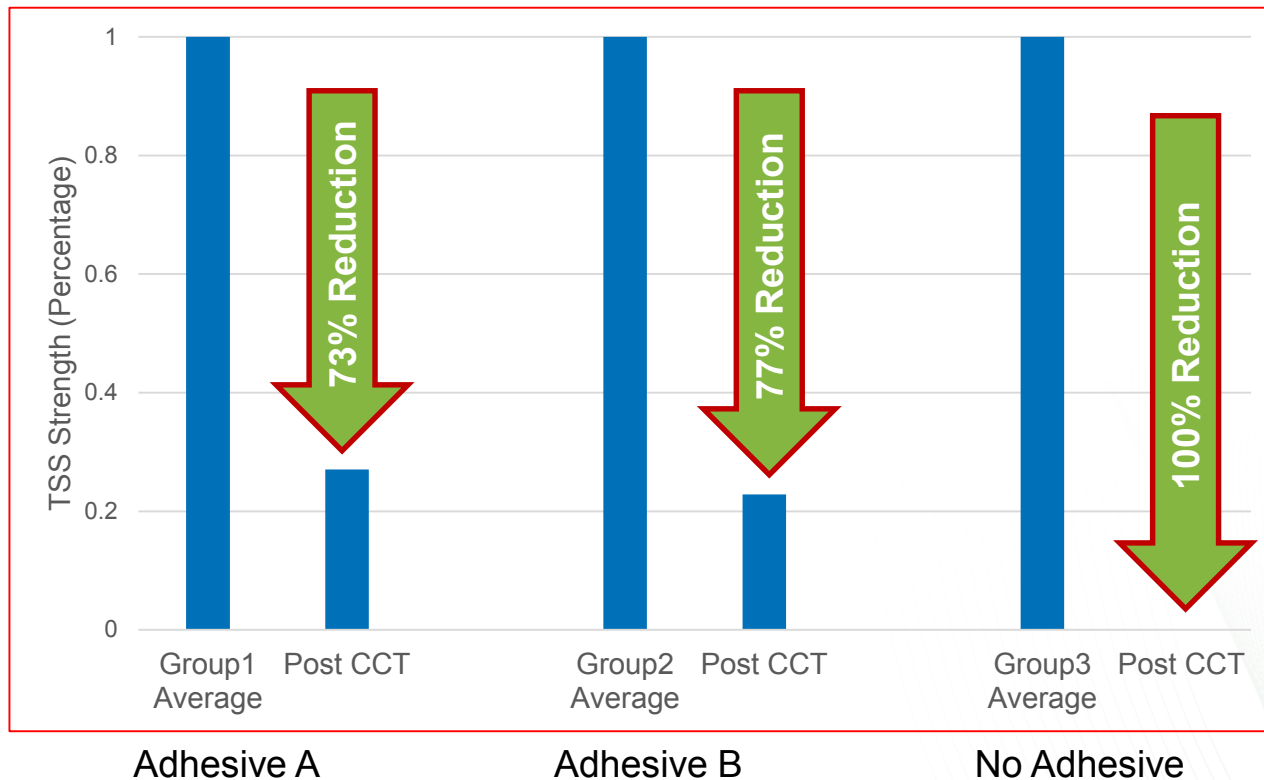 TSS Strength (Percentage)
1
0.8
0.6
0.4
0.2
0
73% Reduction
77% Reduction
100% Reduction
Group1
Average
Post CCT
Group2
Average
Post CCT
Group3
Average
Post CCT
Adhesive A
Adhesive B
No Adhesive